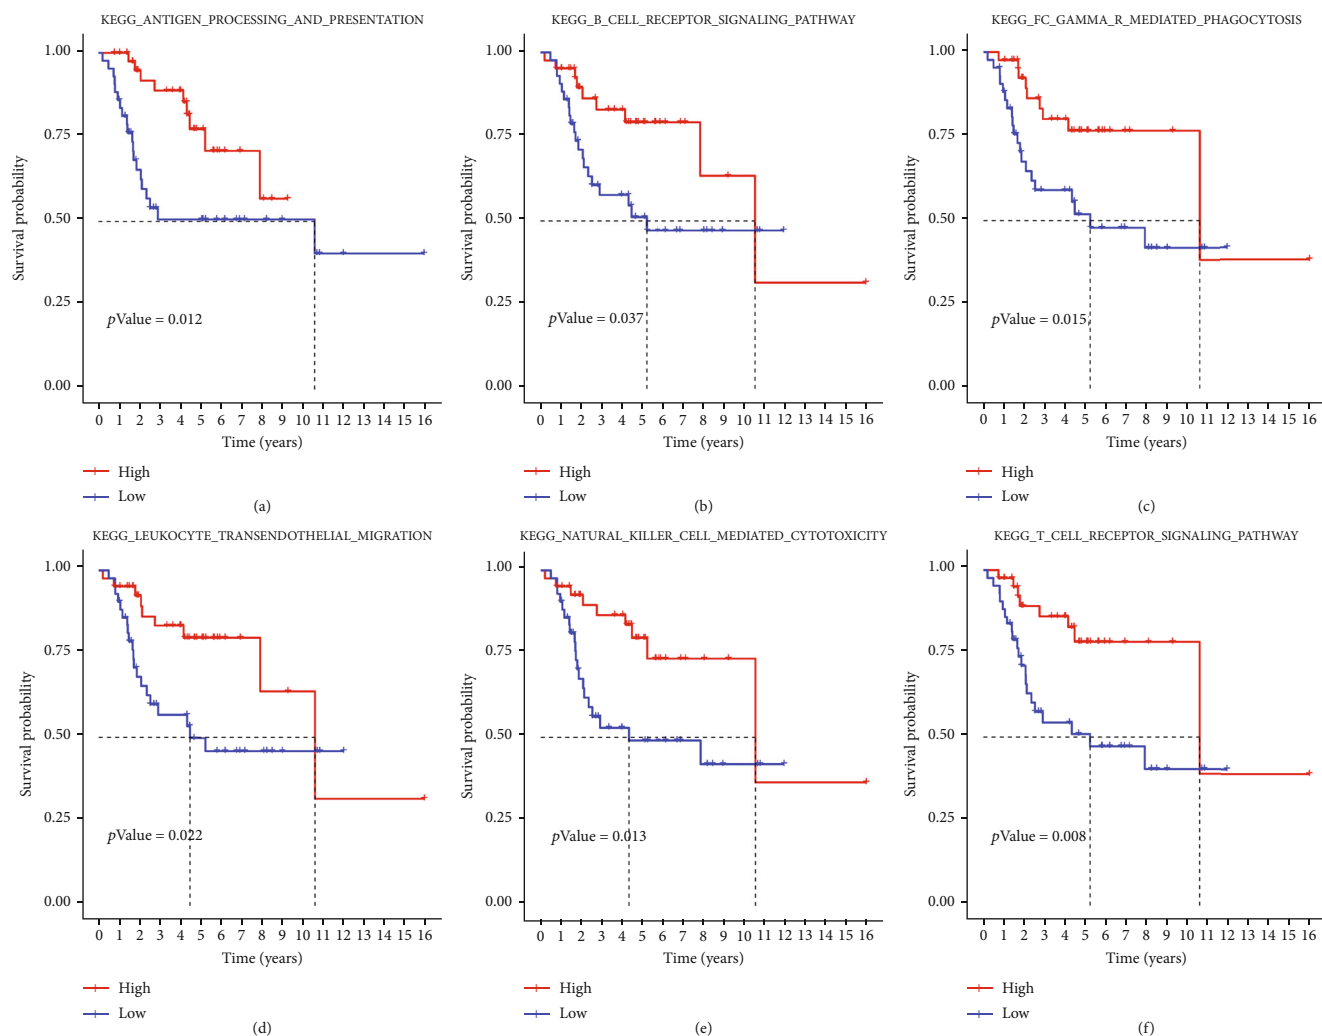 KEGG_ANTIGEN_PROCESSING_AND_PRESENTATION
1.00
0.75
0.50
0.25
0.00
Survival probability
pValue = 0.012
0 1 2 3 4 5 6 7 8 9 10 11 12 13 14 15 16
Time (years)
High
Low
(a)
KEGG_B_CELL_RECEPTOR_SIGNALING_PATHWAY
1.00
0.75
0.50
0.25
0.00
Survival probability
pValue = 0.037
0 1 2 3 4 5 6 7 8 9 10 11 12 13 14 15 16
Time (years)
High
Low
(b)
KEGG_FC_GAMMA_R_MEDIATED_PHAGOCYTOSIS
1.00
0.75
0.50
0.25
0.00
Survival probability
pValue = 0.015
0 1 2 3 4 5 6 7 8 9 10 11 12 13 14 15 16
Time (years)
High
Low
(c)
KEGG_LEUKOCYTE_TRANSENDOTHELIAL_MIGRATION
1.00
0.75
0.50
0.25
0.00
Survival probability
pValue = 0.022
0 1 2 3 4 5 6 7 8 9 10 11 12 13 14 15 16
Time (years)
High
Low
(d)
KEGG_NATURAL_KILLER_CELL_MEDIATED_CYTOTOXICITY
1.00
0.75
0.50
0.25
0.00
Survival probability
pValue = 0.013
0 1 2 3 4 5 6 7 8 9 10 11 12 13 14 15 16
Time (years)
High
Low
(e)
KEGG_T_CELL_RECEPTOR_SIGNALING_PATHWAY
1.00
0.75
0.50
0.25
0.00
Survival probability
pValue = 0.008
0 1 2 3 4 5 6 7 8 9 10 11 12 13 14 15 16
Time (years)
High
Low
(f)